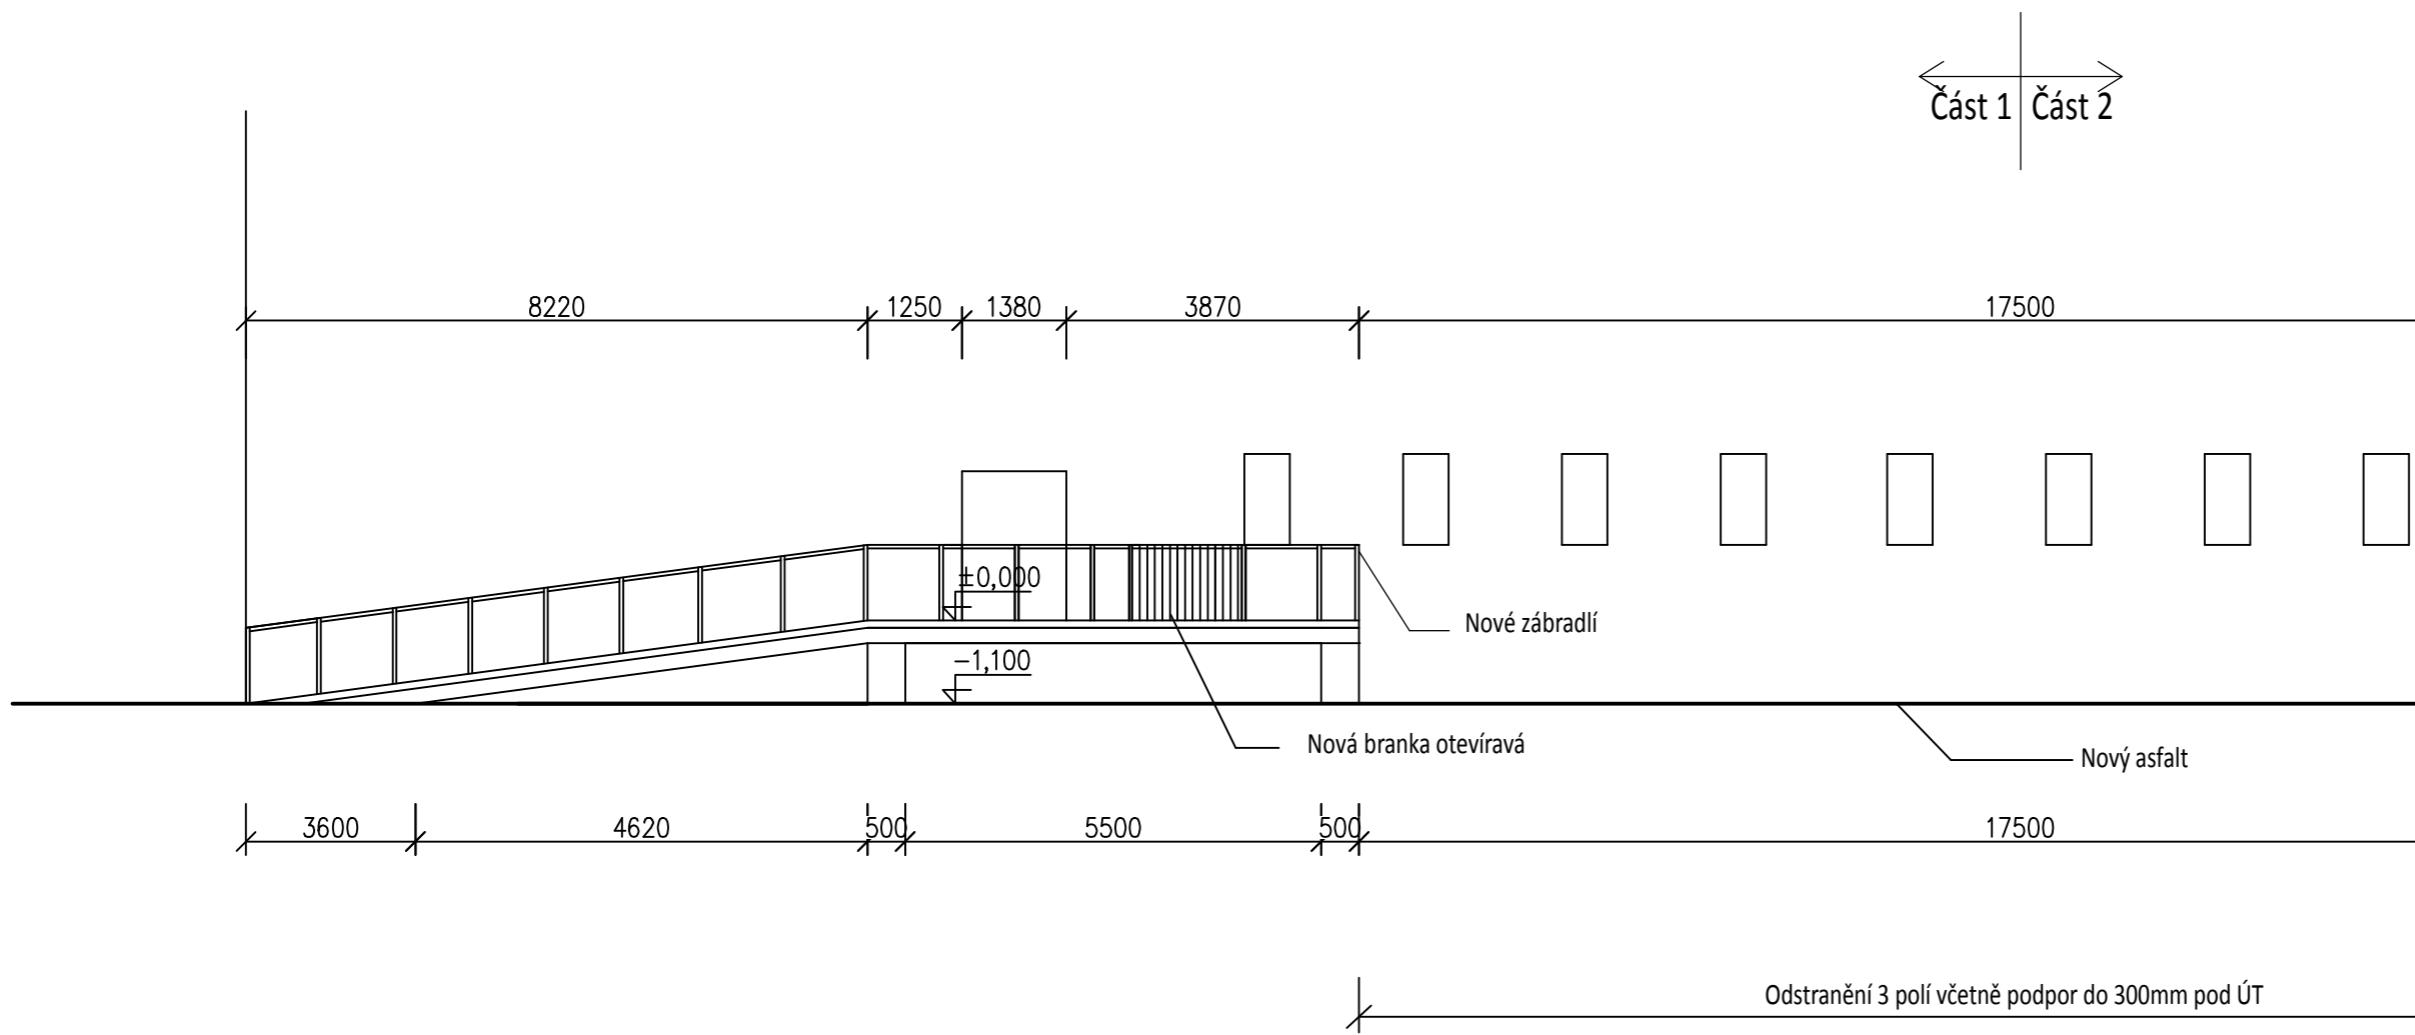 Část 1 Část 2
8220 1250 1380 3870 17500
±0,000
Nové zábradlí
-1,100
Nová branka otevíravá
Nový asfalt
3600 4620 500 5500 500 17500
Odstranění 3 polí včetně podpor do 300mm pod ÚT